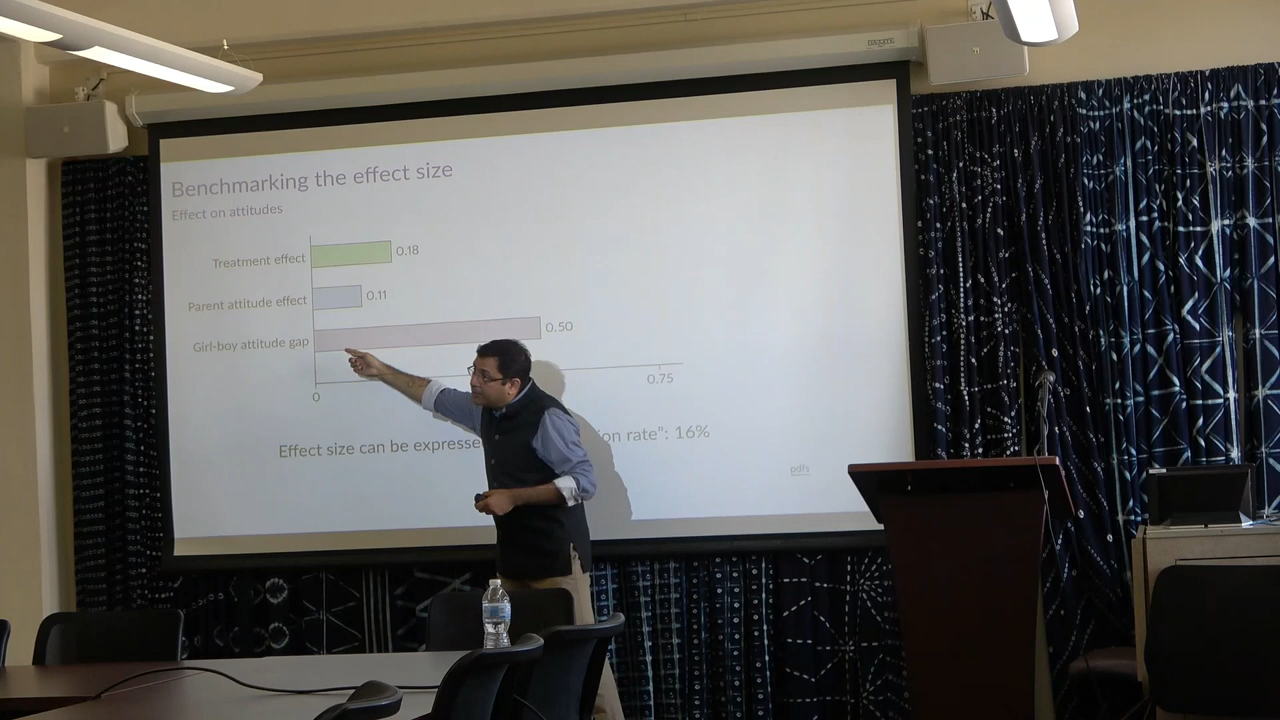 Benchmarking the effect size
Effect on attitudes
Treatment effect 0.18
Parent attitude effect 0.11
Girl-boy attitude gap 0.50
0 0.75
Effect size can be expresse on rate": 16%
pdfs